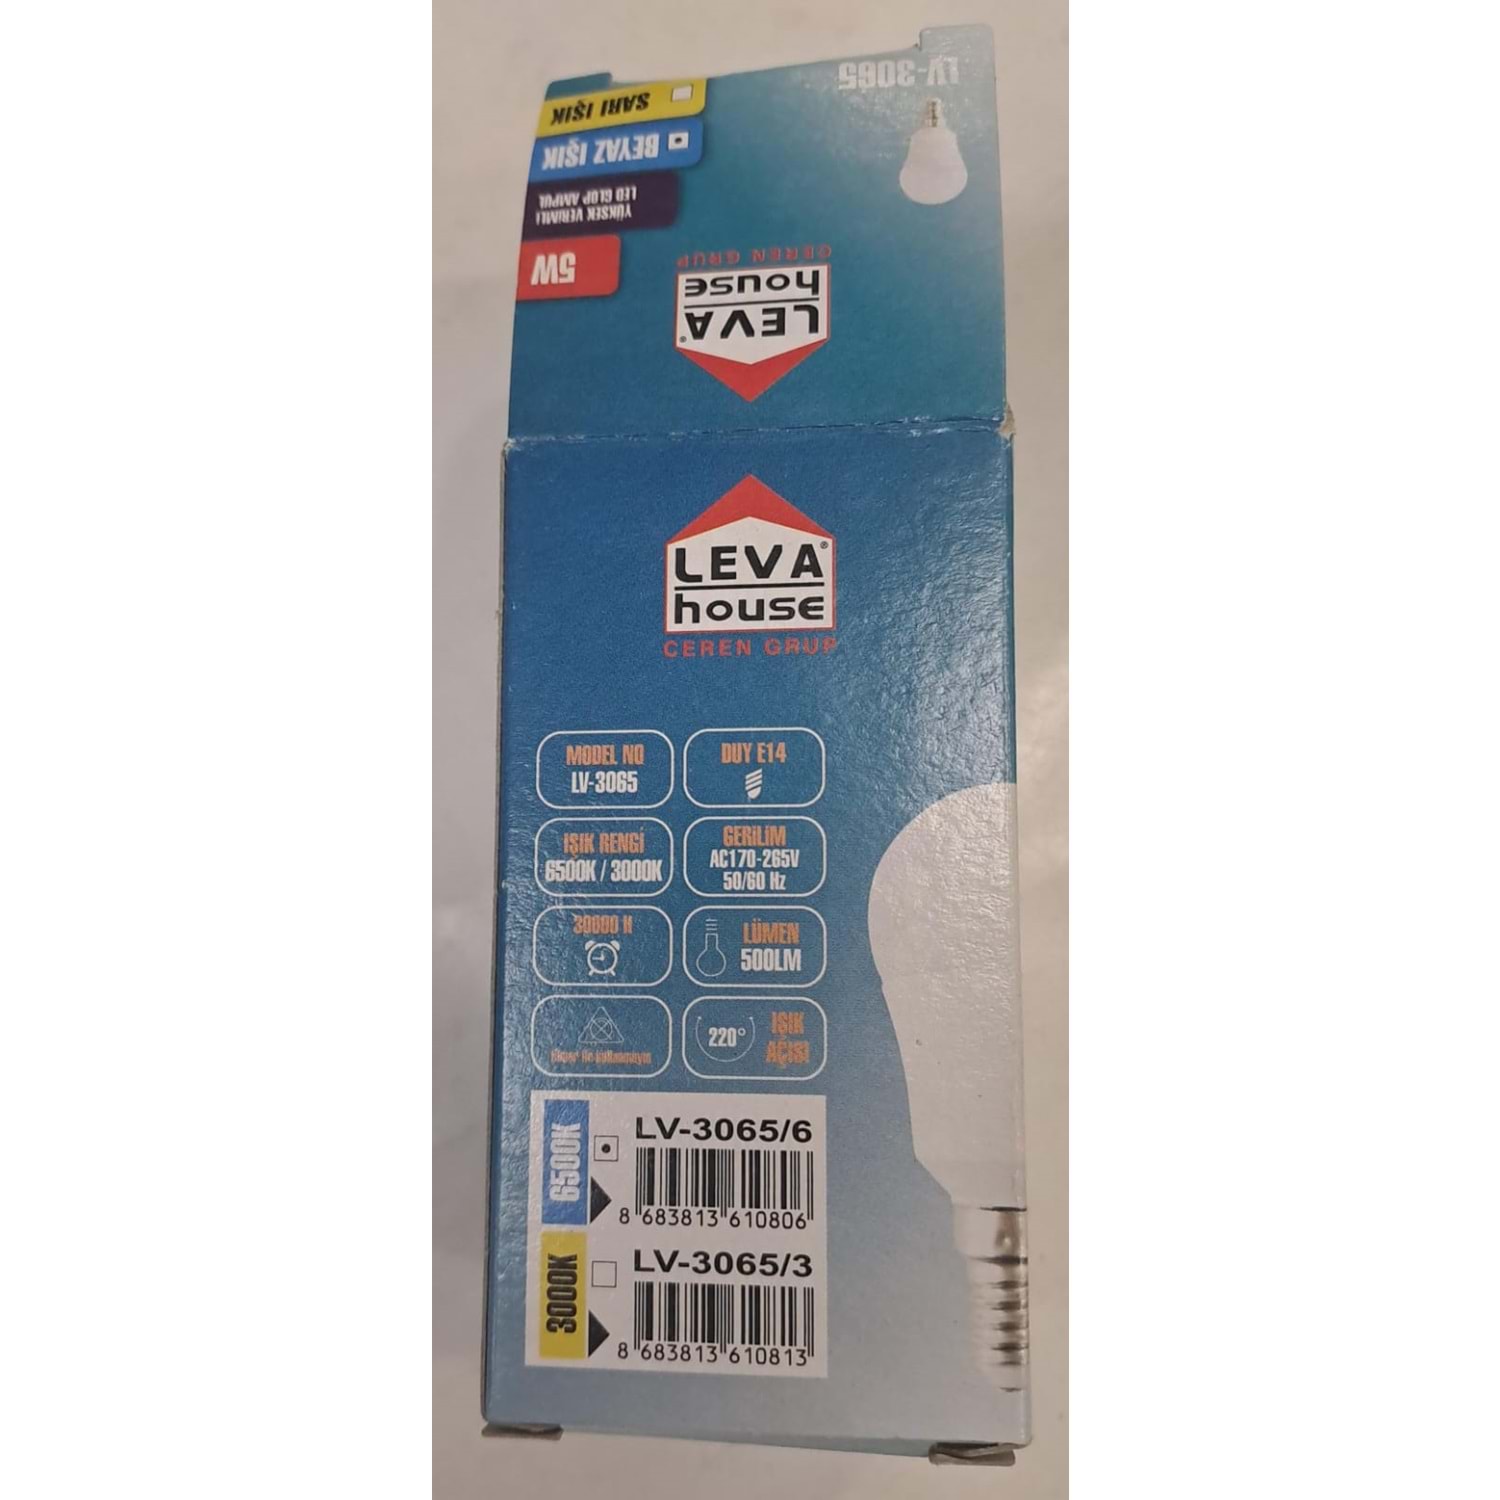 LV-3065
SARI IŞIK
BEYAZ IŞIK
YÜKSEK VERİMLİ
LED GLOP AMPUL
5W
LEVA®
house
CEREN GRUP
LEVA®
house
CEREN GRUP
MODEL NO
LV-3065
DUY E14
IŞIK RENGİ
6500K / 3000K
GERİLİM
AC170-265V
50/60 Hz
30000 H
LÜMEN
500LM
Dimer ile kullanmayın
220°
IŞIK
AÇISI
6500K
LV-3065/6
8 683813 610806
3000K
LV-3065/3
8 683813 610813